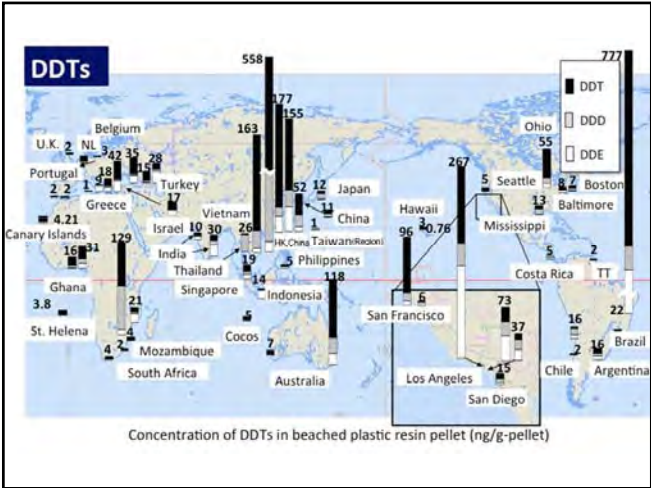 DDTs
558
777
DDT
DDD
DDE
177
155
163
Ohio
55
267
Belgium
U.K. 2
NL 3
42
35
28
Portugal
9
18
2 2
1
Turkey
17
Greece
Vietnam
52
12
Japan
11
China
1
Taiwan(Region)
HK,China
5
Seattle
8 7
Boston
Baltimore
13
Mississippi
Hawaii
3 0.76
4.21
Canary Islands
Israel
10
30
26
India
Thailand
19
Singapore
14
Indonesia
5
Philippines
118
96
5
Costa Rica
2
TT
16
31
129
Ghana
21
3.8
St. Helena
4
Mozambique
2
4
South Africa
5
Cocos
7
Australia
San Francisco
6
73
37
Los Angeles
15
San Diego
16
2
Chile
16
Argentina
22
Brazil
Concentration of DDTs in beached plastic resin pellet (ng/g-pellet)